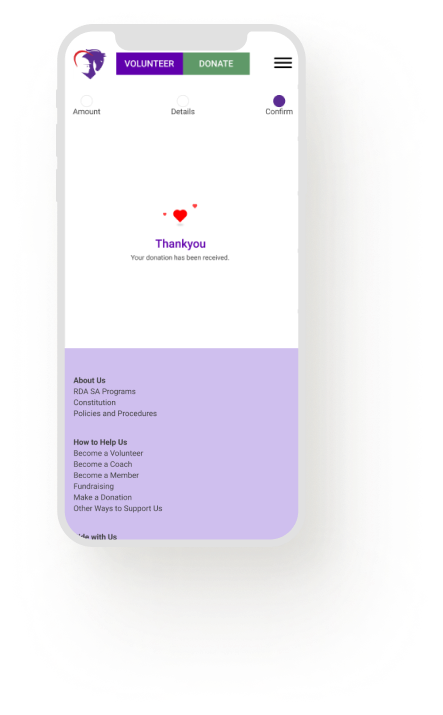 VOLUNTEER DONATE
Amount Details Confirm
Thankyou
Your donation has been received.
About Us
RDA SA Programs
Constitution
Policies and Procedures
How to Help Us
Become a Volunteer
Become a Coach
Become a Member
Fundraising
Make a Donation
Other Ways to Support Us
with Us